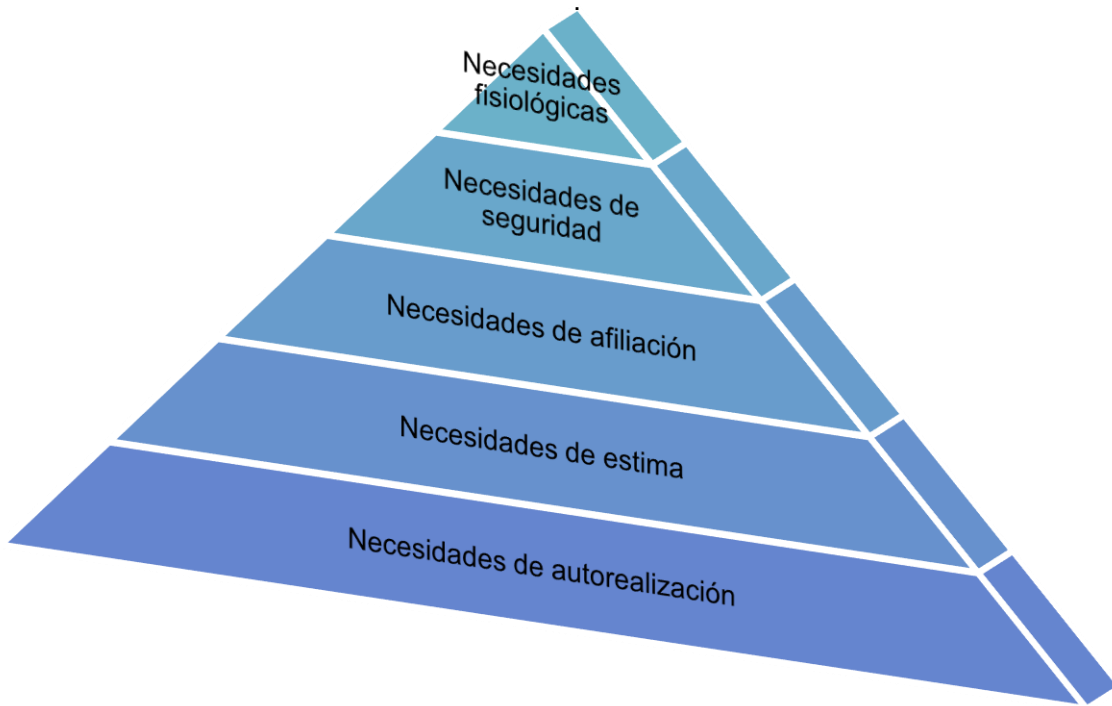 Necesidades
fisiológicas
Necesidades de
seguridad
Necesidades de afiliación
Necesidades de estima
Necesidades de autorealización